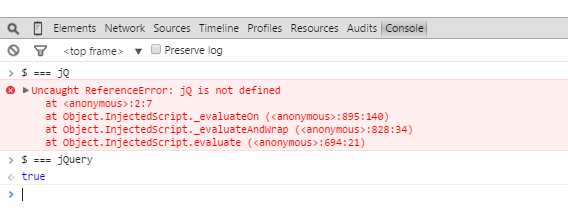 Elements Network Sources Timeline Profiles Resources Audits Console
<top frame> ▼ Preserve log
> $ === jQ
▶Uncaught ReferenceError: jQ is not defined
at <anonymous>:2:7
at Object.InjectedScript._evaluateOn (<anonymous>:895:140)
at Object.InjectedScript._evaluateAndWrap (<anonymous>:828:34)
at Object.InjectedScript.evaluate (<anonymous>:694:21)
> $ === jQuery
true
>